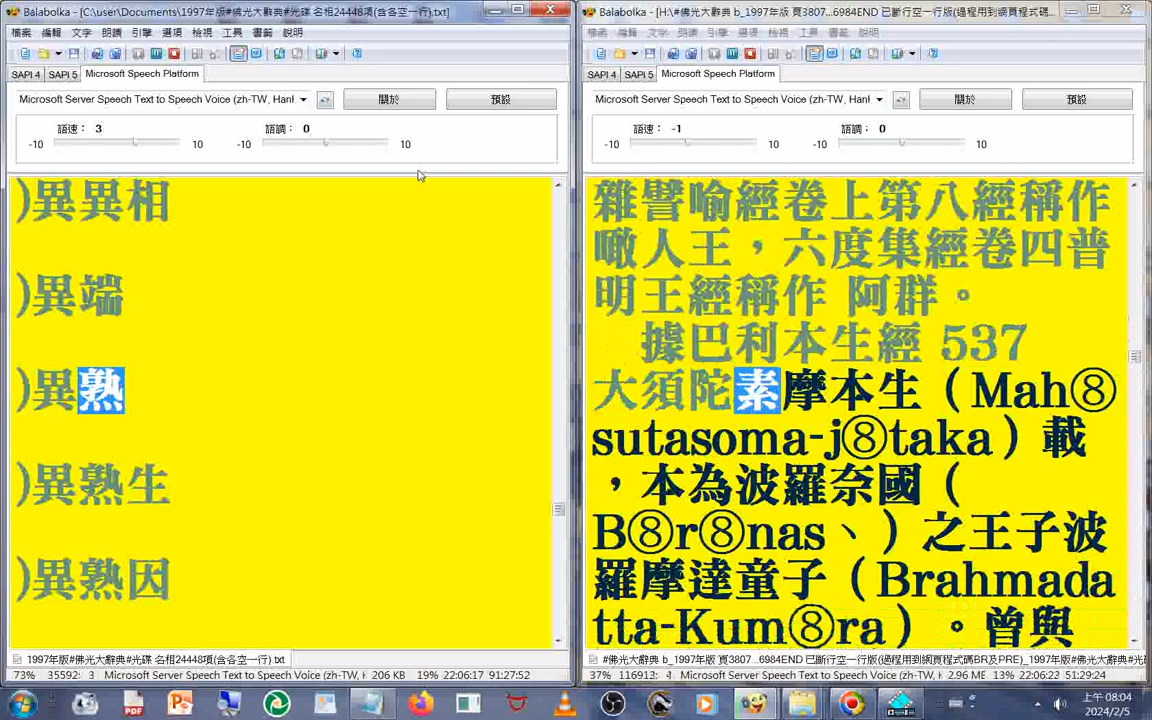 Balabolka - [C:\user\Documents\1997年版#佛光大辭典#光碟 名相24448項(含各空一行).txt]
檔案 編輯 文字 朗讀 引擎 選項 檢視 工具 書籤 說明
SAPI 4 SAPI 5 Microsoft Speech Platform
Microsoft Server Speech Text to Speech Voice (zh-TW, Hanl
關於 預設
語速： 3 語調： 0
-10 10 -10 10
)異異相
)異端
)異熟
)異熟生
)異熟因
1997年版#佛光大辭典#光碟 名相24448項(含各空一行).txt
73% 35592: 3 Microsoft Server Speech Text to Speech Voice (zh-TW, H 206 KB 19% 22:06:17 91:27:52
Balabolka - [H:\#佛光大辭典 b_1997年版 頁3807...6984END 已斷行空一行版(過程用到網頁程式碼...
檔案 編輯 文字 朗讀 引擎 選項 檢視 工具 書籤 說明
SAPI 4 SAPI 5 Microsoft Speech Platform
Microsoft Server Speech Text to Speech Voice (zh-TW, Hanl
關於 預設
語速： -1 語調： 0
-10 10 -10 10
雜譬喻經卷上第八經稱作
噉人王，六度集經卷四普
明王經稱作 阿群。
據巴利本生經 537
大須陀素摩本生（Mah⑧
sutasoma-j⑧taka）載
，本為波羅奈國（
B⑧r⑧nas、）之王子波
羅摩達童子（Brahmada
tta-Kum⑧ra）。曾與
#佛光大辭典 b_1997年版 頁3807...6984END 已斷行空一行版(過程用到網頁程式碼BR及PRE)_1997年版#佛光
37% 116912: Microsoft Server Speech Text to Speech Voice (zh-TW, 2.96 ME 13% 22:06:22 51:29:24
PDF
上午 08:04
2024/2/5